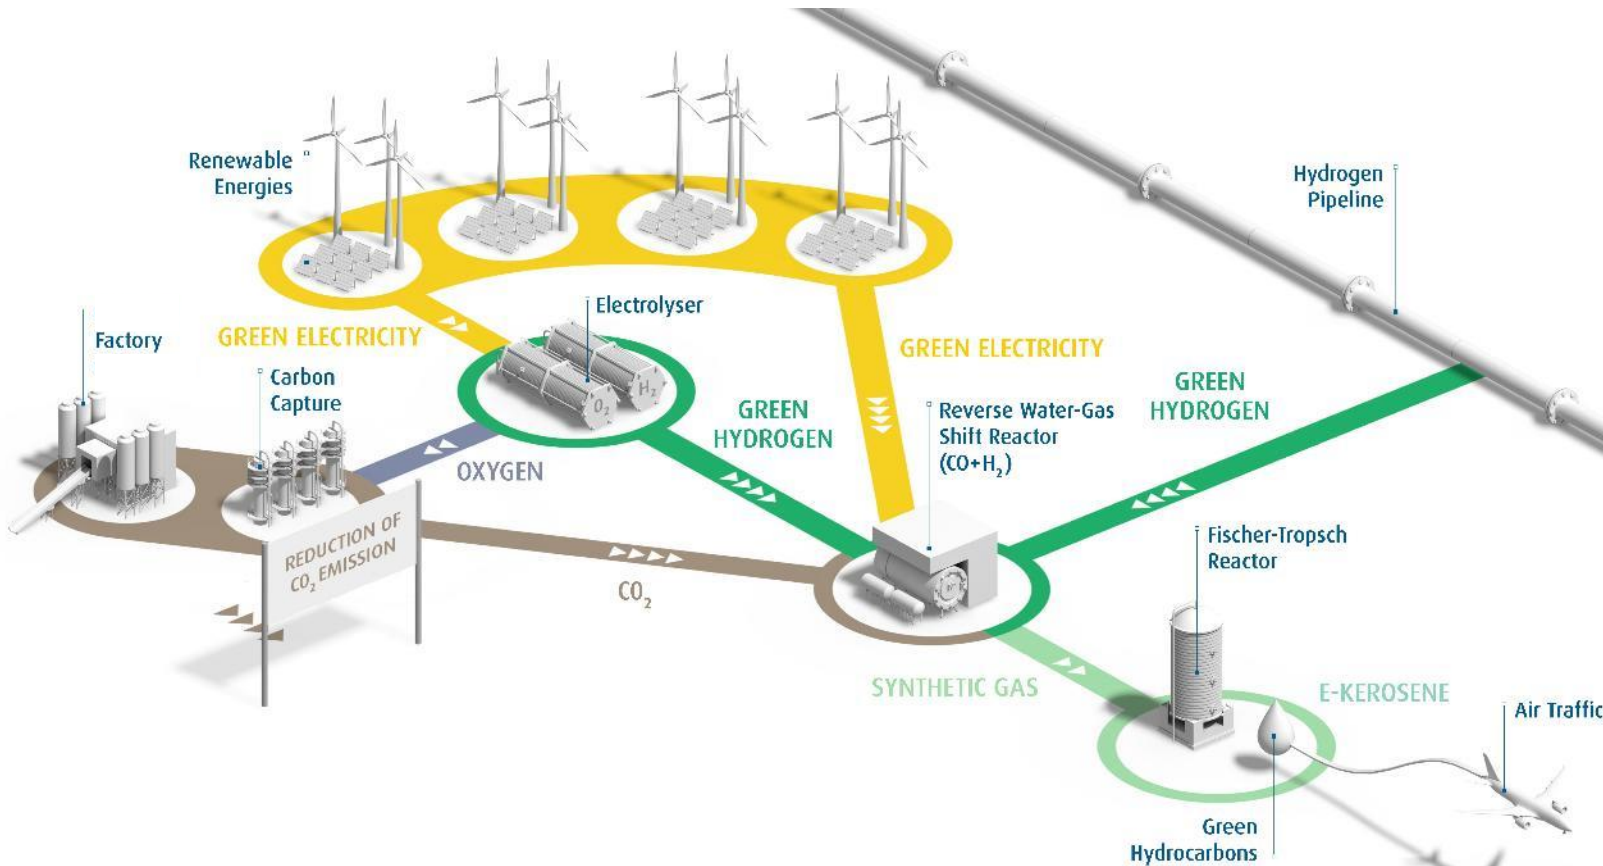 Renewable
Energies
Hydrogen
Pipeline
Electrolyser
Factory
GREEN ELECTRICITY
GREEN ELECTRICITY
Carbon
Capture
O₂
H₂
GREEN
HYDROGEN
GREEN
HYDROGEN
Reverse Water-Gas
Shift Reactor
(CO+H₂)
OXYGEN
REDUCTION OF
CO₂ EMISSION
CO₂
Fischer-Tropsch
Reactor
SYNTHETIC GAS
E-KEROSENE
Air Traffic
Green
Hydrocarbons